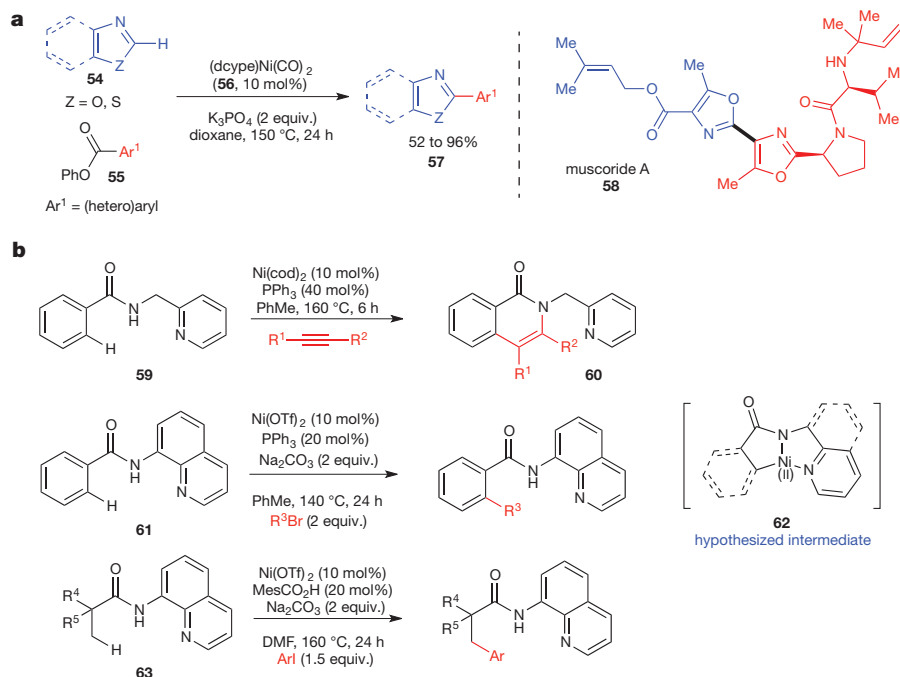 a
N
H
Z
54
Z = O, S
O
PhO
Ar1
55
Ar1 = (hetero)aryl
(dcype)Ni(CO)2
(56, 10 mol%)
K3PO4 (2 equiv.)
dioxane, 150 °C, 24 h
N
Ar1
Z
52 to 96%
57
Me
Me
O
O
Me
O
N
N
O
Me
Me
Me
HN
O
Me
Me
N
muscoride A
58
b
O
N
H
N
H
59
Ni(cod)2 (10 mol%)
PPh3 (40 mol%)
PhMe, 160 °C, 6 h
R1
R2
O
N
N
R2
R1
60
O
N
H
N
H
61
Ni(OTf)2 (10 mol%)
PPh3 (20 mol%)
Na2CO3 (2 equiv.)
PhMe, 140 °C, 24 h
R3Br (2 equiv.)
O
N
H
N
R3
O
N
Ni
(II)
N
62
hypothesized intermediate
O
R4
R5
N
H
N
H
63
Ni(OTf)2 (10 mol%)
MesCO2H (20 mol%)
Na2CO3 (2 equiv.)
DMF, 160 °C, 24 h
ArI (1.5 equiv.)
O
R4
R5
N
H
N
Ar